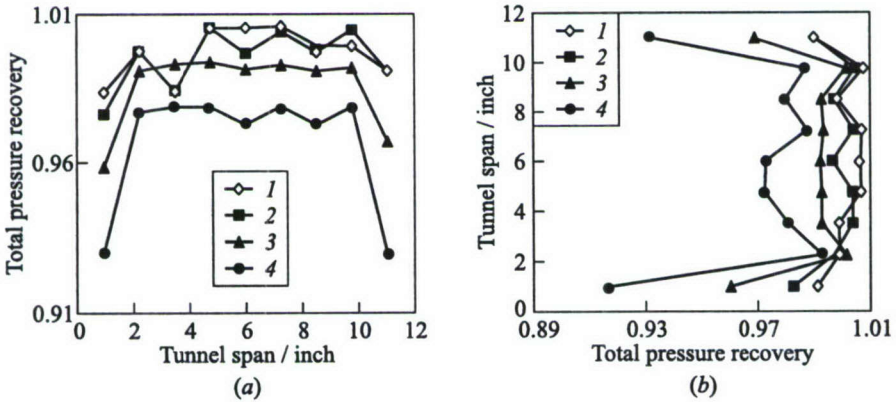 1.01
0.96
0.91
Total pressure recovery
1
2
3
4
0 2 4 6 8 10 12
Tunnel span / inch
(a)
12
10
8
6
4
2
0
Tunnel span / inch
1
2
3
4
0.89 0.93 0.97 1.01
Total pressure recovery
(b)